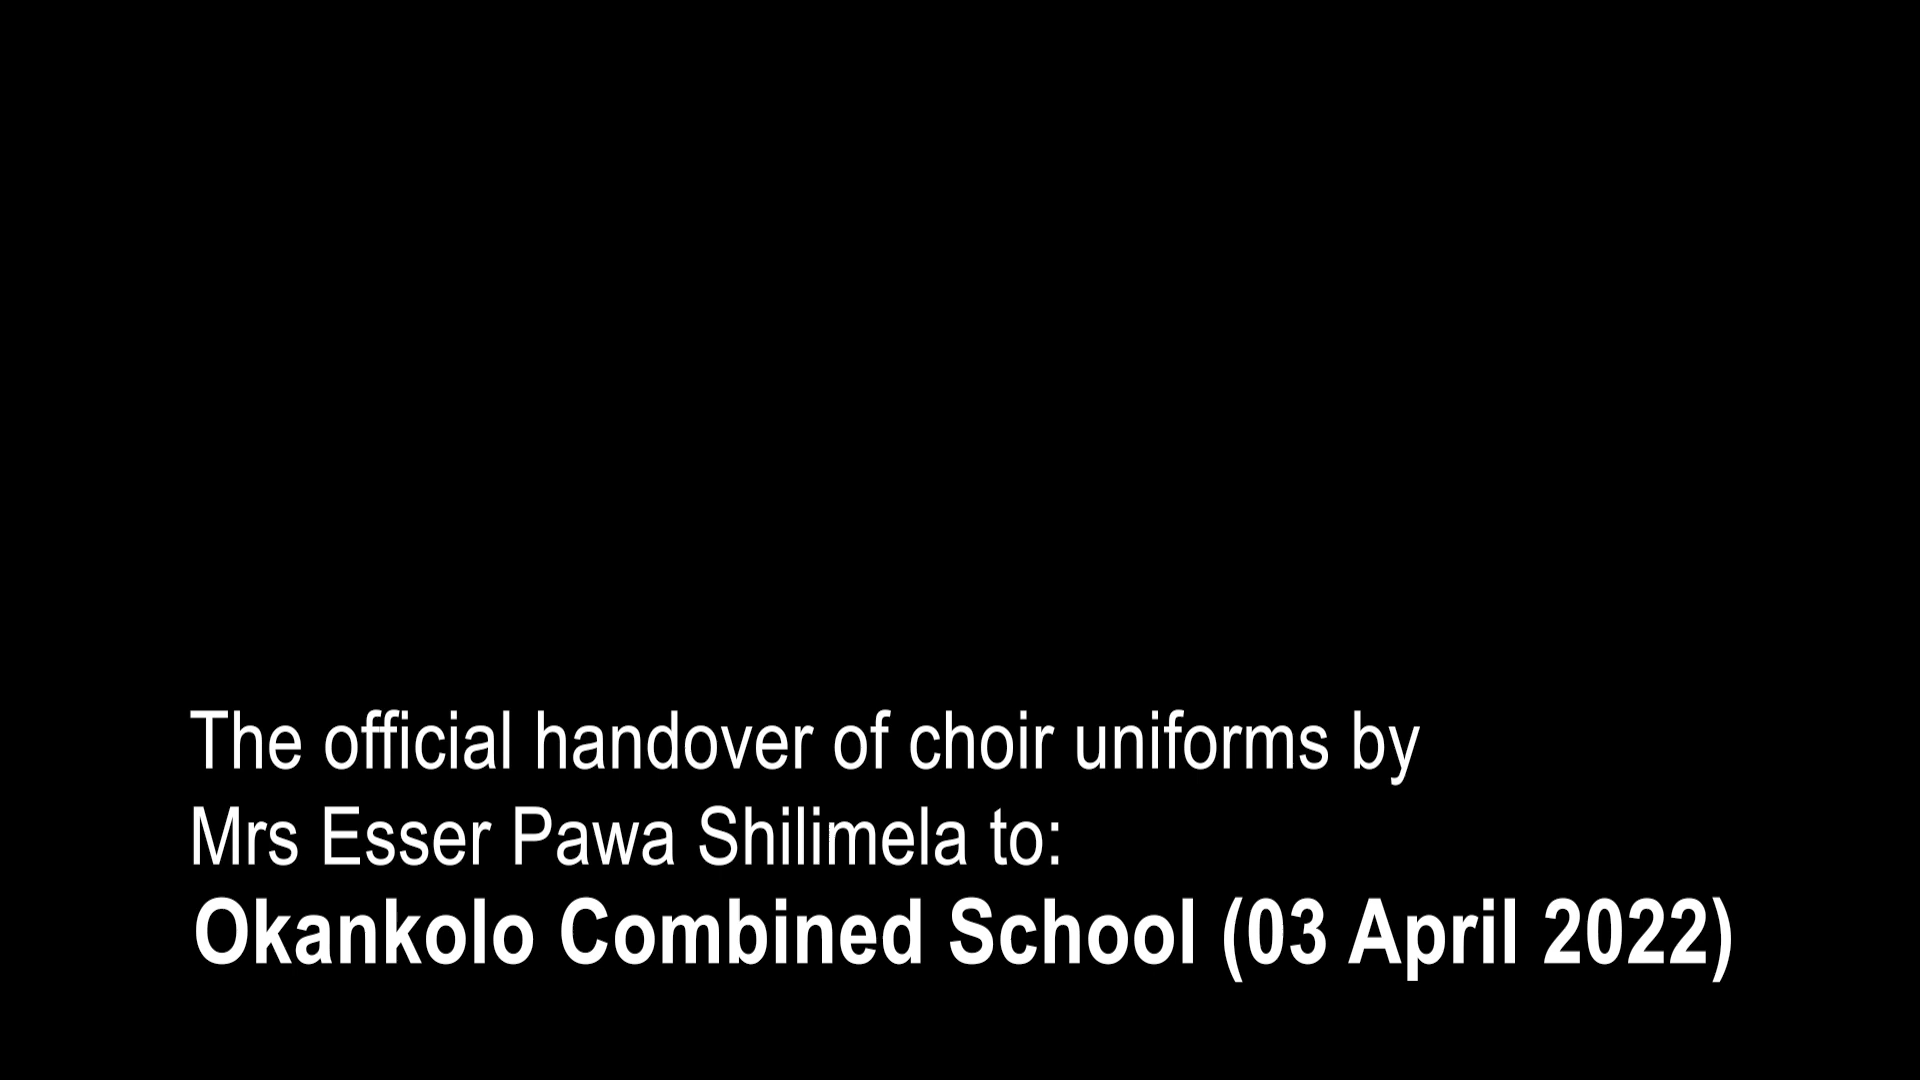 The official handover of choir uniforms by
Mrs Esser Pawa Shilimela to:
Okankolo Combined School (03 April 2022)